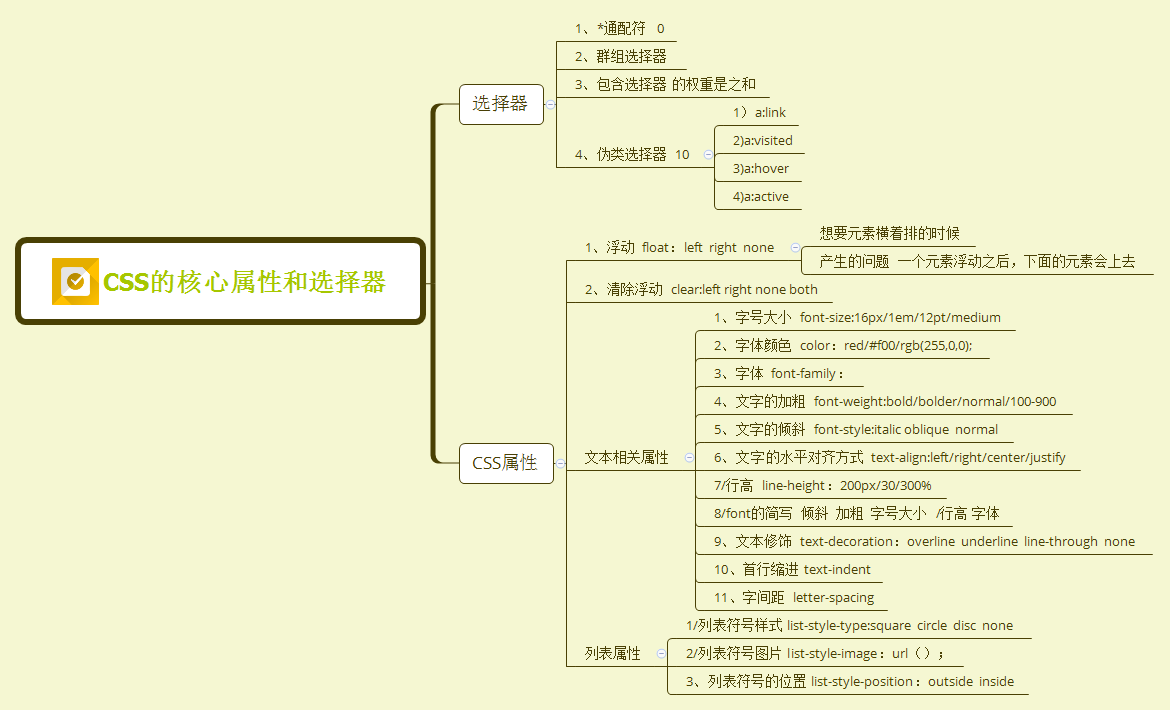 CSS的核心属性和选择器
选择器
1、*通配符 0
2、群组选择器
3、包含选择器 的权重是之和
4、伪类选择器 10
1）a:link
2)a:visited
3)a:hover
4)a:active
CSS属性
1、浮动 float：left right none
想要元素横着排的时候
产生的问题 一个元素浮动之后，下面的元素会上去
2、清除浮动 clear:left right none both
文本相关属性
1、字号大小 font-size:16px/1em/12pt/medium
2、字体颜色 color：red/#f00/rgb(255,0,0);
3、字体 font-family：
4、文字的加粗 font-weight:bold/bolder/normal/100-900
5、文字的倾斜 font-style:italic oblique normal
6、文字的水平对齐方式 text-align:left/right/center/justify
7/行高 line-height：200px/30/300%
8/font的简写 倾斜 加粗 字号大小 /行高 字体
9、文本修饰 text-decoration：overline underline line-through none
10、首行缩进 text-indent
11、字间距 letter-spacing
列表属性
1/列表符号样式 list-style-type:square circle disc none
2/列表符号图片 list-style-image：url（）;
3、列表符号的位置 list-style-position：outside inside